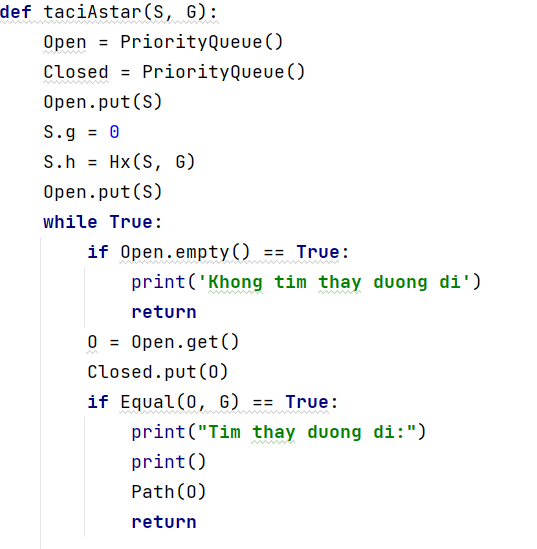 def taciAstar(S, G):
    Open = PriorityQueue()
    Closed = PriorityQueue()
    Open.put(S)
    S.g = 0
    S.h = Hx(S, G)
    Open.put(S)
    while True:
        if Open.empty() == True:
            print('Khong tim thay duong di')
            return
        O = Open.get()
        Closed.put(O)
        if Equal(O, G) == True:
            print("Tim thay duong di:")
            print()
            Path(O)
            return